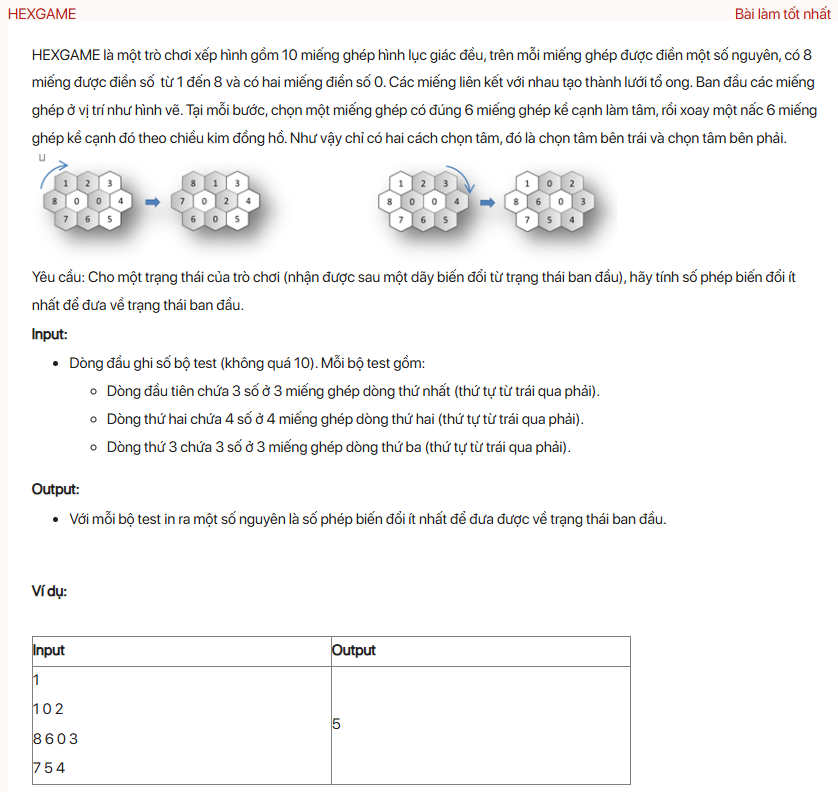 HEXGAME Bài làm tốt nhất
HEXGAME là một trò chơi xếp hình gồm 10 miếng ghép hình lục giác đều, trên mỗi miếng ghép được điền một số nguyên, có 8
miếng được điền số từ 1 đến 8 và có hai miếng điền số 0. Các miếng liên kết với nhau tạo thành lưới tổ ong. Ban đầu các miếng
ghép ở vị trí như hình vẽ. Tại mỗi bước, chọn một miếng ghép có đúng 6 miếng ghép kề cạnh làm tâm, rồi xoay một nấc 6 miếng
ghép kề cạnh đó theo chiều kim đồng hồ. Như vậy chỉ có hai cách chọn tâm, đó là chọn tâm bên trái và chọn tâm bên phải.
U
1 2 3 8 1 3 1 2 3 1 0 2
8 0 0 4 7 0 2 4 8 0 0 4 8 6 0 3
7 6 5 6 0 5 7 6 5 7 5 4
Yêu cầu: Cho một trạng thái của trò chơi (nhận được sau một dãy biến đổi từ trạng thái ban đầu), hãy tính số phép biến đổi ít
nhất để đưa về trạng thái ban đầu.
Input:
• Dòng đầu ghi số bộ test (không quá 10). Mỗi bộ test gồm:
○ Dòng đầu tiên chứa 3 số ở 3 miếng ghép dòng thứ nhất (thứ tự từ trái qua phải).
○ Dòng thứ hai chứa 4 số ở 4 miếng ghép dòng thứ hai (thứ tự từ trái qua phải).
○ Dòng thứ 3 chứa 3 số ở 3 miếng ghép dòng thứ ba (thứ tự từ trái qua phải).
Output:
• Với mỗi bộ test in ra một số nguyên là số phép biến đổi ít nhất để đưa được về trạng thái ban đầu.
Ví dụ:
Input Output
1
1 0 2
5
8 6 0 3
7 5 4